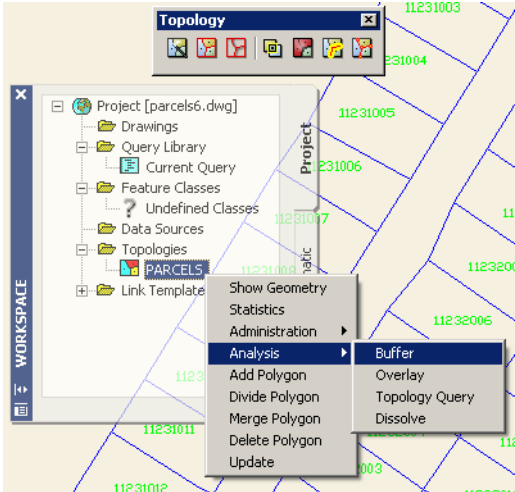 11231003
Topology
11231004
Project [parcels6.dwg]
Drawings
11231005
Query Library
Project
Current Query
11231006
Feature Classes
Undefined Classes
11231007
Data Sources
Topologies
PARCELS
11231008
Link Template
Show Geometry
Statistics
Administration
11232006
WORKSPACE
Analysis
Buffer
Add Polygon
Overlay
Divide Polygon
Topology Query
Merge Polygon
Dissolve
11231011
Delete Polygon
Update
11231012